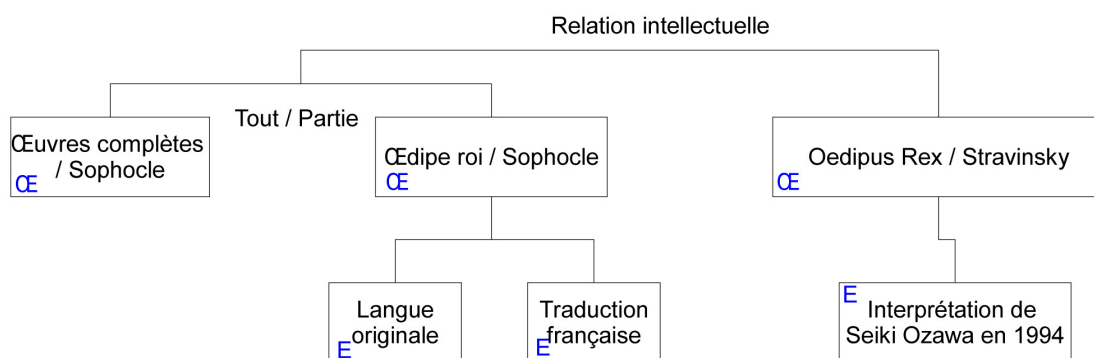 Relation intellectuelle
Tout / Partie
Œuvres complètes
/ Sophocle
Œ
Œdipe roi / Sophocle
Œ
Oedipus Rex / Stravinsky
Œ
Langue
originale
E
Traduction
française
E
E
Interprétation de
Seiki Ozawa en 1994